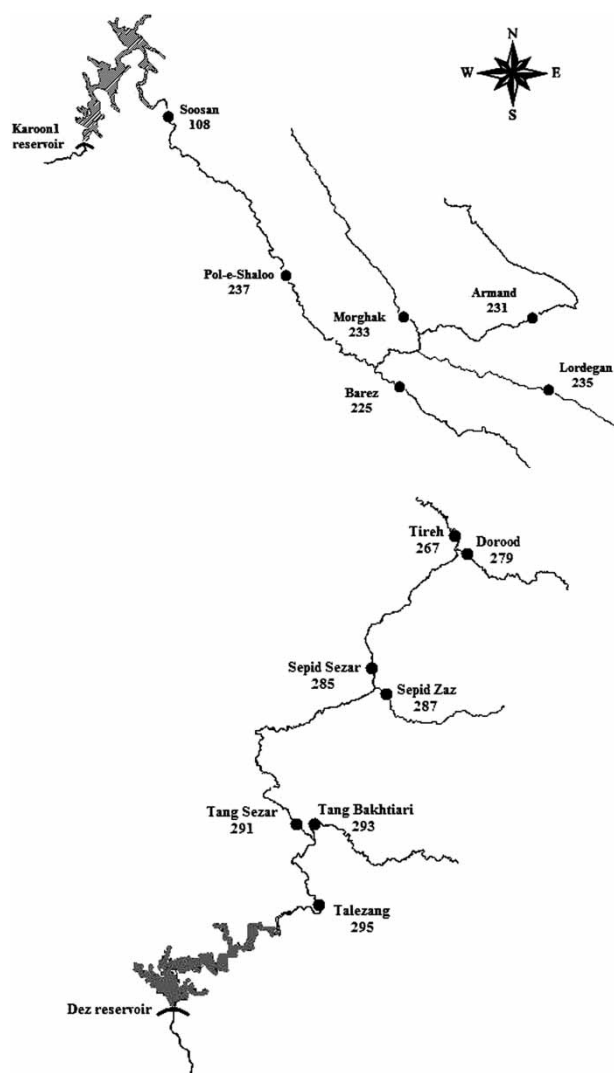 N
W E
S
Soosan
108
Karoon1
reservoir
Pol-e-Shaloo
237
Morghak
233
Armand
231
Barez
225
Lordegan
235
Tireh
267
Dorood
279
Sepid Sezar
285
Sepid Zaz
287
Tang Sezar
291
Tang Bakhtiari
293
Talezang
295
Dez reservoir